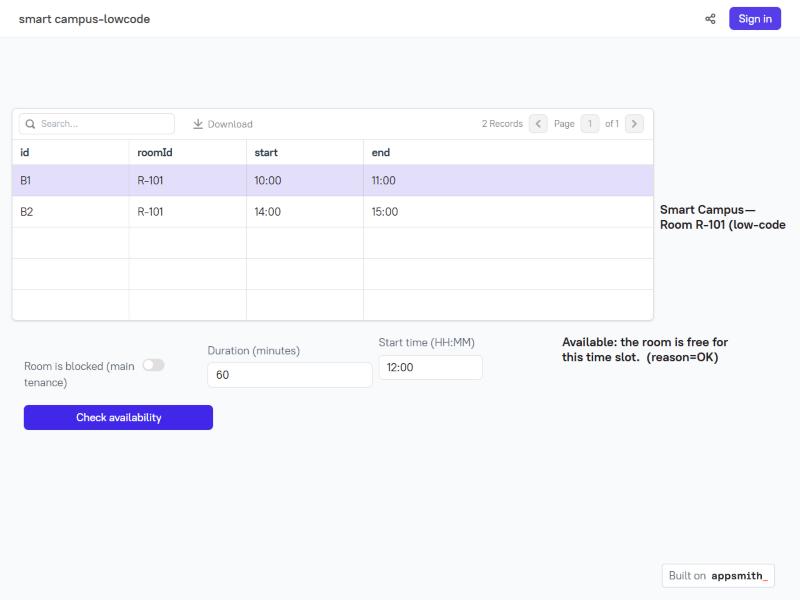 smart campus-lowcode
Sign in
Search...
Download
2 Records
Page
1
of 1
id roomId start end
B1 R-101 10:00 11:00
B2 R-101 14:00 15:00
Smart Campus—
Room R-101 (low-code
Room is blocked (main
tenance)
Duration (minutes)
60
Start time (HH:MM)
12:00
Available: the room is free for
this time slot. (reason=OK)
Check availability
Built on appsmith_